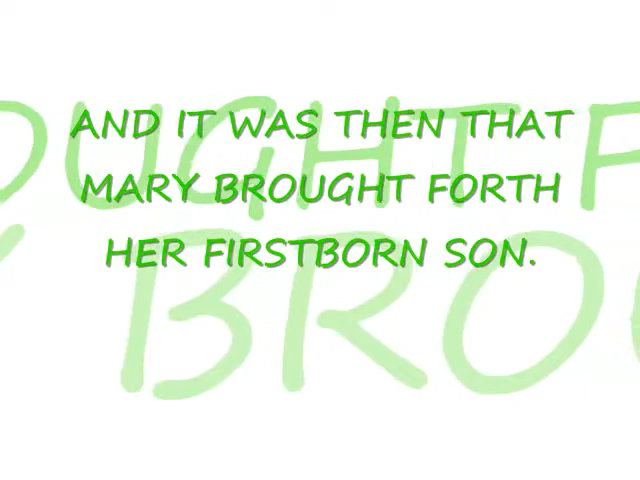 AND IT WAS THEN THAT
MARY BROUGHT FORTH
HER FIRSTBORN SON.